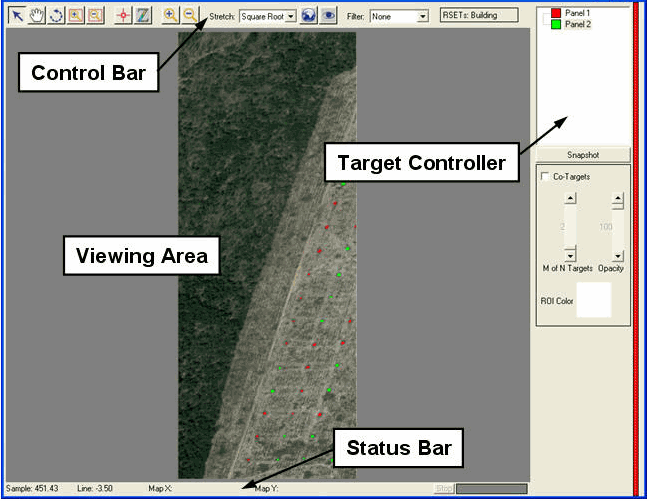 Stretch: Square Root Filter: None RSETs: Building
Panel 1
Panel 2
Control Bar
Target Controller
Snapshot
Co-Targets
2 100
M of N Targets Opacity
Viewing Area
ROI Color
Status Bar
Sample: 451.43 Line: -3.50 Map X: Map Y: Stop